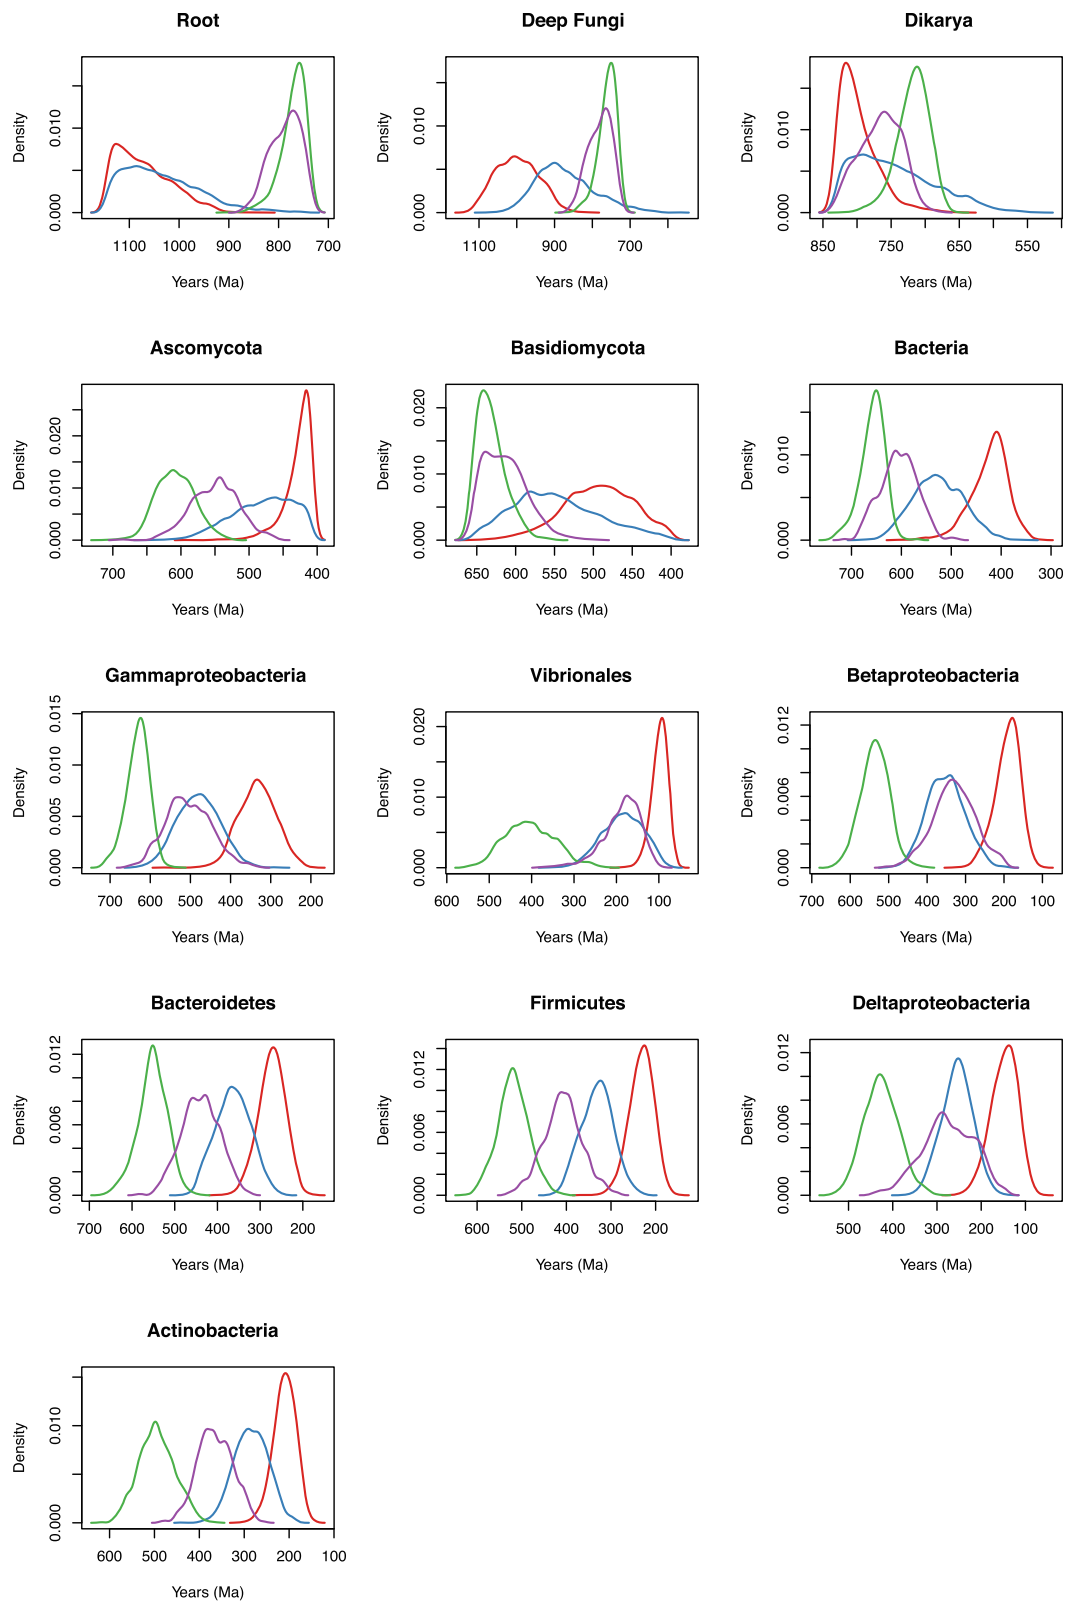 Root
Density
0.000
0.010
1100 1000 900 800 700
Years (Ma)
Deep Fungi
Density
0.000
0.010
1100 900 700
Years (Ma)
Dikarya
Density
0.000
0.010
850 750 650 550
Years (Ma)
Ascomycota
Density
0.000
0.010
0.020
700 600 500 400
Years (Ma)
Basidiomycota
Density
0.000
0.010
0.020
650 600 550 500 450 400
Years (Ma)
Bacteria
Density
0.000
0.010
700 600 500 400 300
Years (Ma)
Gammaproteobacteria
Density
0.000
0.005
0.010
0.015
700 600 500 400 300 200
Years (Ma)
Vibrionales
Density
0.000
0.010
0.020
600 500 400 300 200 100
Years (Ma)
Betaproteobacteria
Density
0.000
0.006
0.012
700 600 500 400 300 200 100
Years (Ma)
Bacteroidetes
Density
0.000
0.006
0.012
700 600 500 400 300 200
Years (Ma)
Firmicutes
Density
0.000
0.006
0.012
600 500 400 300 200
Years (Ma)
Deltaproteobacteria
Density
0.000
0.006
0.012
500 400 300 200 100
Years (Ma)
Actinobacteria
Density
0.000
0.010
600 500 400 300 200 100
Years (Ma)